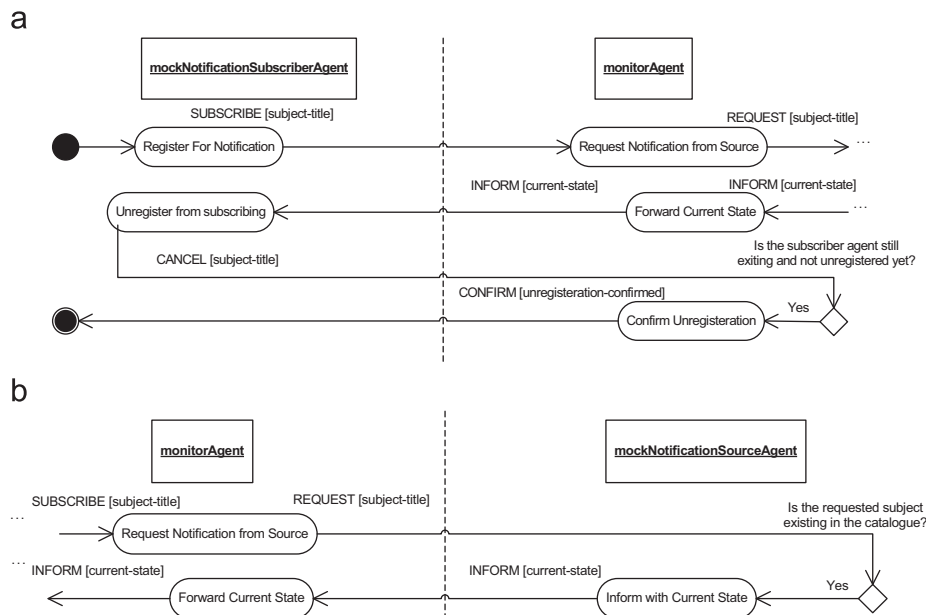 a
mockNotificationSubscriberAgent
monitorAgent
SUBSCRIBE [subject-title]
REQUEST [subject-title]
Register For Notification
Request Notification from Source
...
INFORM [current-state]
INFORM [current-state]
Unregister from subscribing
Forward Current State
...
Is the subscriber agent still
exiting and not unregistered yet?
CANCEL [subject-title]
CONFIRM [unregisteration-confirmed]
Yes
Confirm Unregisteration
b
monitorAgent
mockNotificationSourceAgent
SUBSCRIBE [subject-title]
REQUEST [subject-title]
Is the requested subject
existing in the catalogue?
...
Request Notification from Source
...
INFORM [current-state]
INFORM [current-state]
Yes
Forward Current State
Inform with Current State